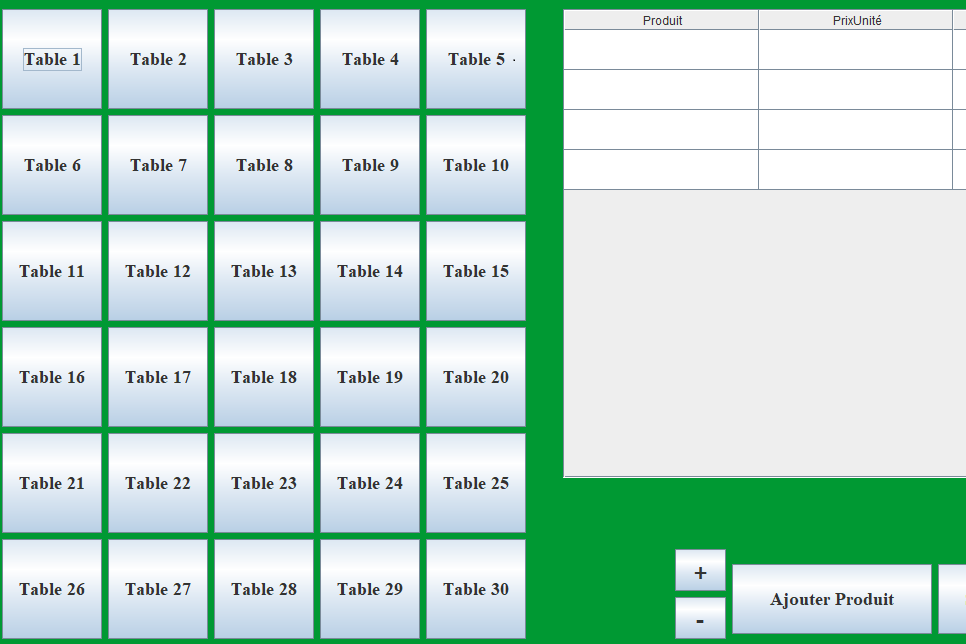 Table 1 Table 2 Table 3 Table 4 Table 5
Table 6 Table 7 Table 8 Table 9 Table 10
Table 11 Table 12 Table 13 Table 14 Table 15
Table 16 Table 17 Table 18 Table 19 Table 20
Table 21 Table 22 Table 23 Table 24 Table 25
Table 26 Table 27 Table 28 Table 29 Table 30
Produit PrixUnité
+
-
Ajouter Produit